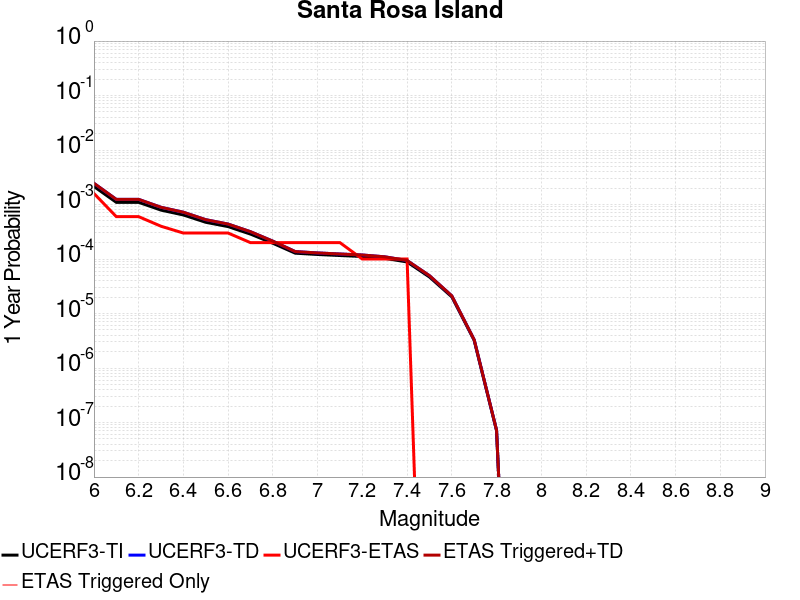 Santa Rosa Island
1 Year Probability
10^0
10^-1
10^-2
10^-3
10^-4
10^-5
10^-6
10^-7
10^-8
6 6.2 6.4 6.6 6.8 7 7.2 7.4 7.6 7.8 8 8.2 8.4 8.6 8.8 9
Magnitude
UCERF3-TI UCERF3-TD UCERF3-ETAS ETAS Triggered+TD
ETAS Triggered Only